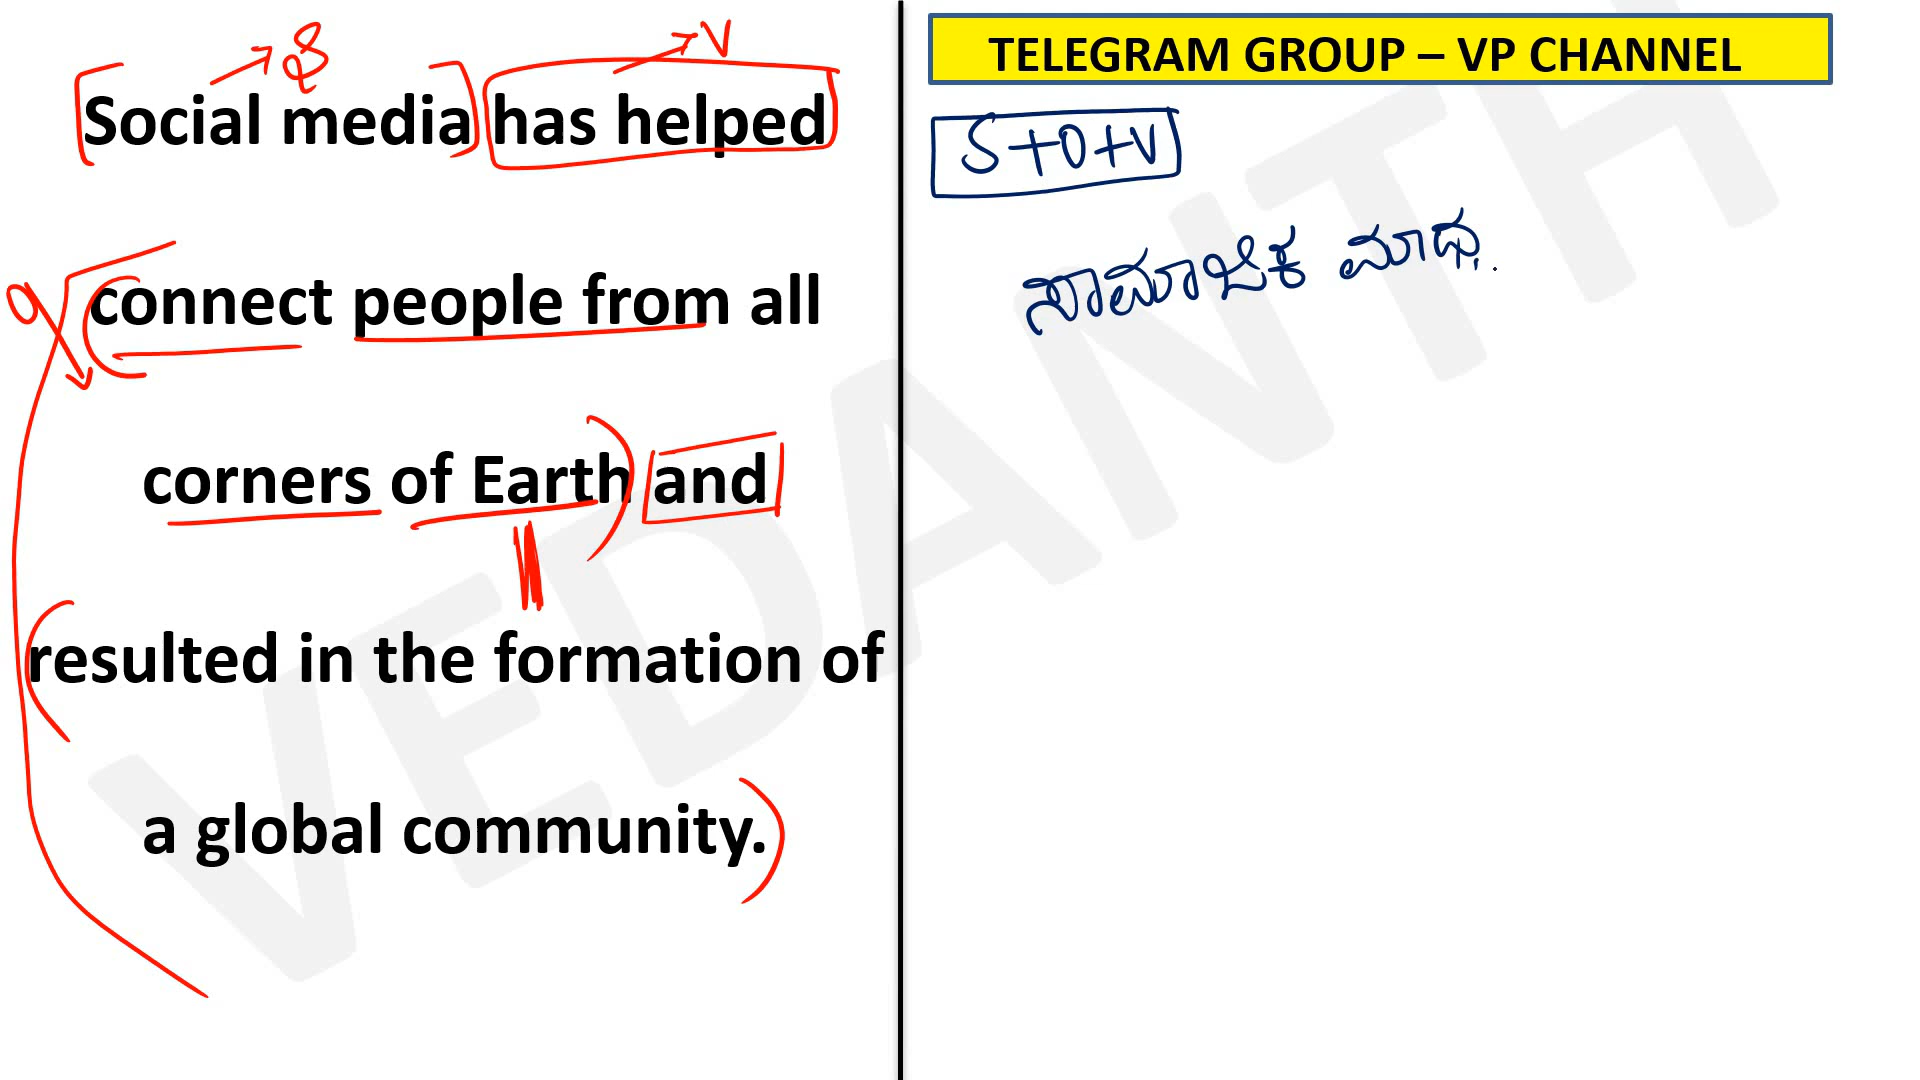 S
V
Social media has helped
connect people from all
corners of Earth and
resulted in the formation of
a global community.
TELEGRAM GROUP – VP CHANNEL
S+O+V
ಸಾಮಾಜಿಕ
VEDANTH